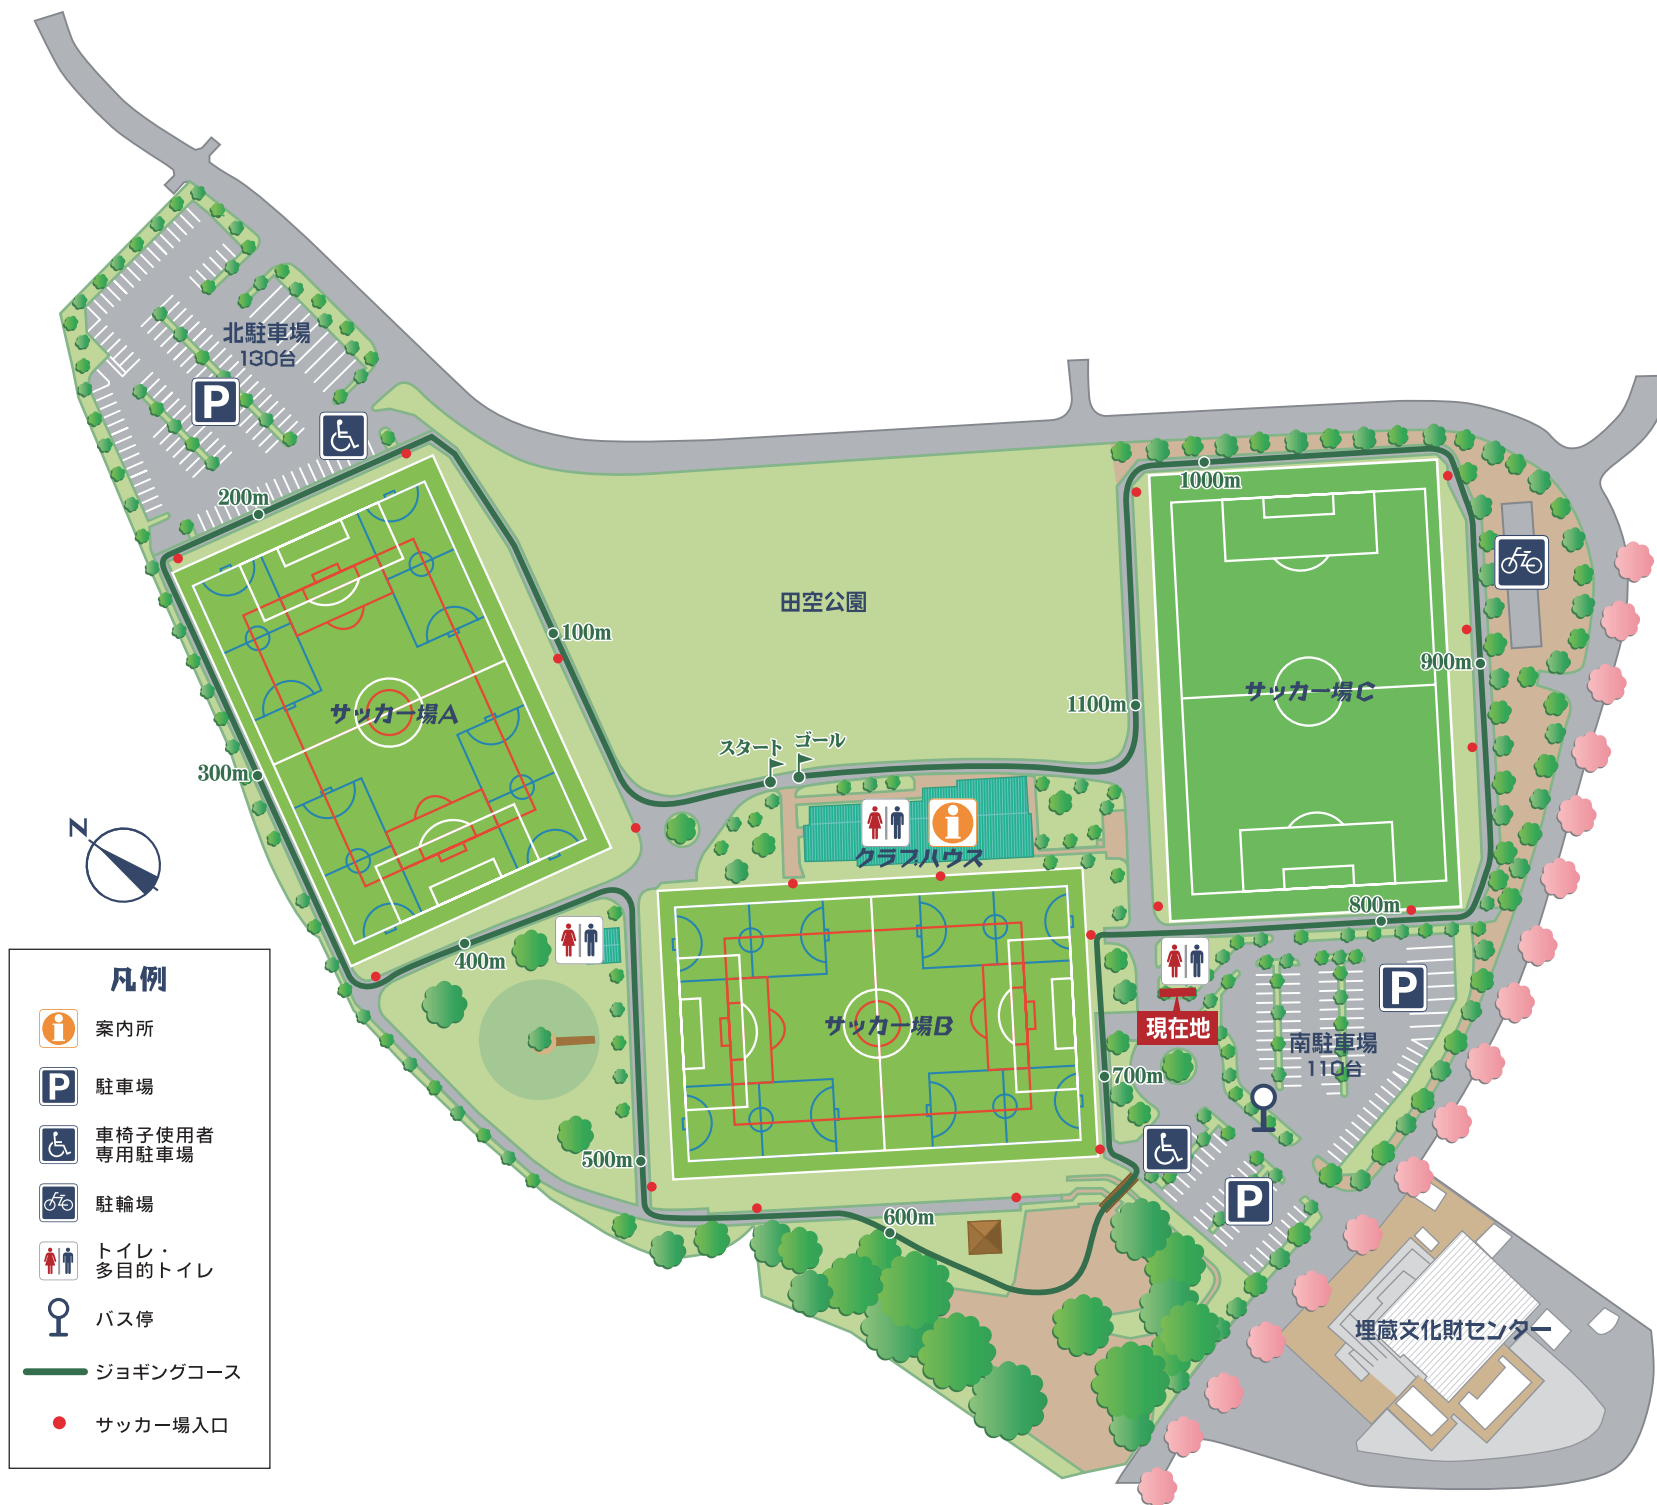 北駐車場
130台
P
200m
1000m
田空公園
100m
900m
サッカー場C
1100m
サッカー場A
スタート
ゴール
300m
N
クラブハウス
800m
400m
P
サッカー場B
現在地
南駐車場
110台
700m
500m
P
600m
埋蔵文化財センター
凡例
案内所
P
駐車場
車椅子使用者
専用駐車場
駐輪場
トイレ・
多目的トイレ
バス停
ジョギングコース
サッカー場入口